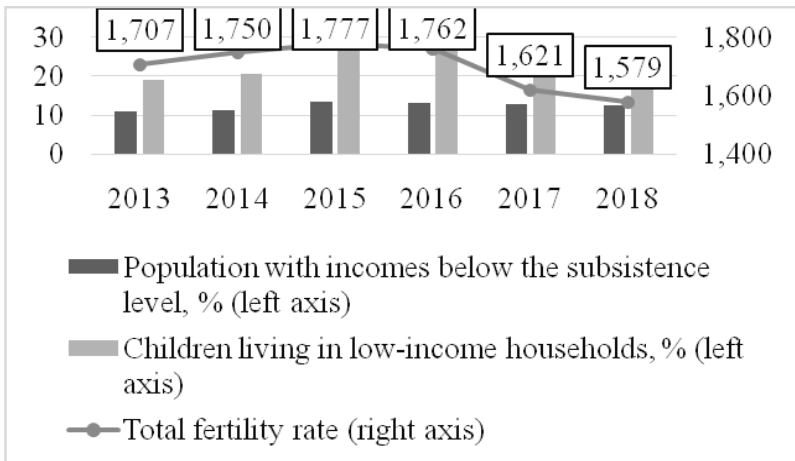 30 1,707 1,750 1,777 1,762 1,800
20 1,621 1,579 1,600
10
0 1,400
2013 2014 2015 2016 2017 2018
Population with incomes below the subsistence
level, % (left axis)
Children living in low-income households, % (left
axis)
Total fertility rate (right axis)